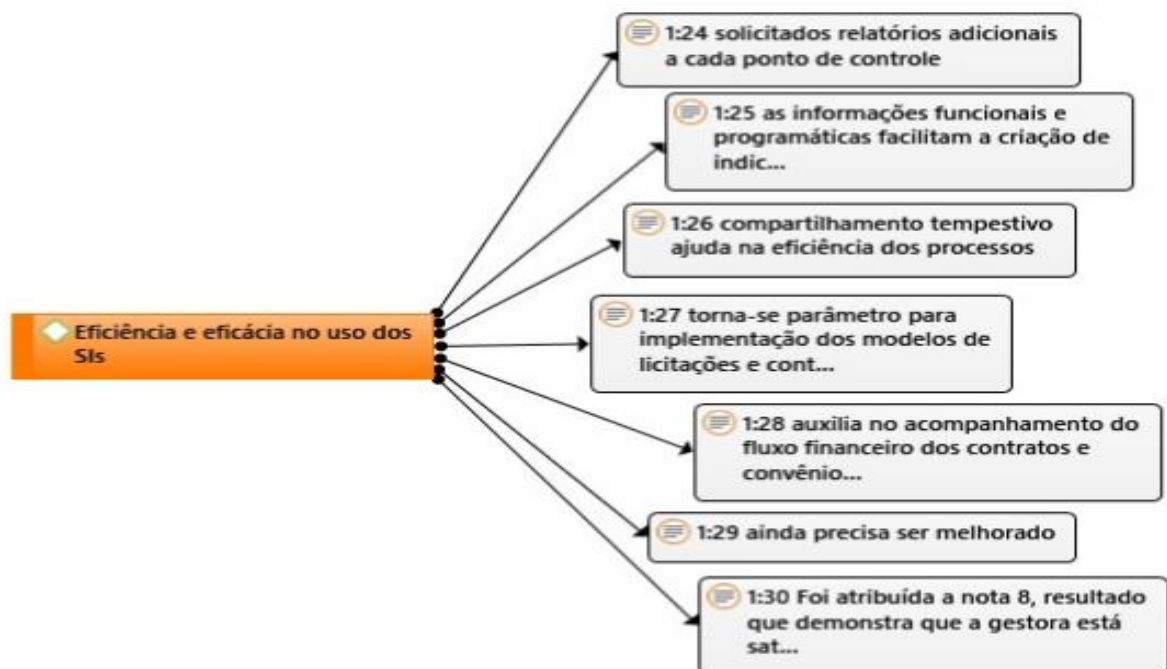 1:24 solicitados relatórios adicionais
a cada ponto de controle
1:25 as informações funcionais e
programáticas facilitam a criação de
indic...
1:26 compartilhamento tempestivo
ajuda na eficiência dos processos
Eficiência e eficácia no uso dos
SIs
1:27 torna-se parâmetro para
implementação dos modelos de
licitações e cont...
1:28 auxilia no acompanhamento do
fluxo financeiro dos contratos e
convênio...
1:29 ainda precisa ser melhorado
1:30 Foi atribuída a nota 8, resultado
que demonstra que a gestora está
sat...